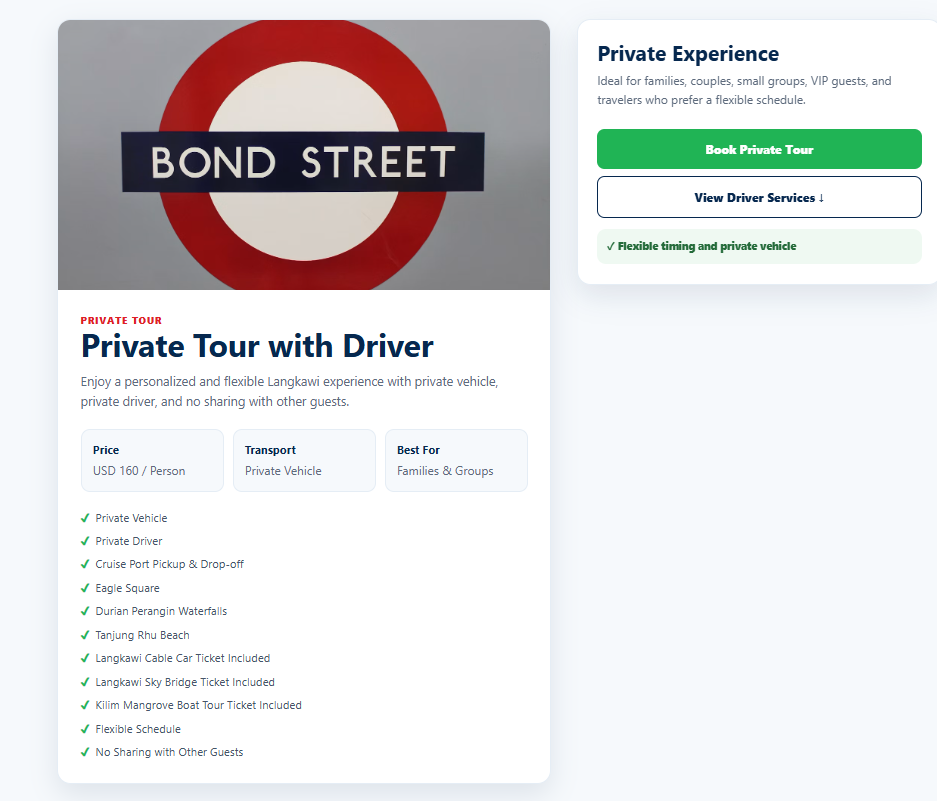 BOND STREET
PRIVATE TOUR
Private Tour with Driver
Enjoy a personalized and flexible Langkawi experience with private vehicle,
private driver, and no sharing with other guests.
Price
USD 160 / Person
Transport
Private Vehicle
Best For
Families & Groups
✓ Private Vehicle
✓ Private Driver
✓ Cruise Port Pickup & Drop-off
✓ Eagle Square
✓ Durian Perangin Waterfalls
✓ Tanjung Rhu Beach
✓ Langkawi Cable Car Ticket Included
✓ Langkawi Sky Bridge Ticket Included
✓ Kilim Mangrove Boat Tour Ticket Included
✓ Flexible Schedule
✓ No Sharing with Other Guests
Private Experience
Ideal for families, couples, small groups, VIP guests, and
travelers who prefer a flexible schedule.
Book Private Tour
View Driver Services ↓
✓ Flexible timing and private vehicle